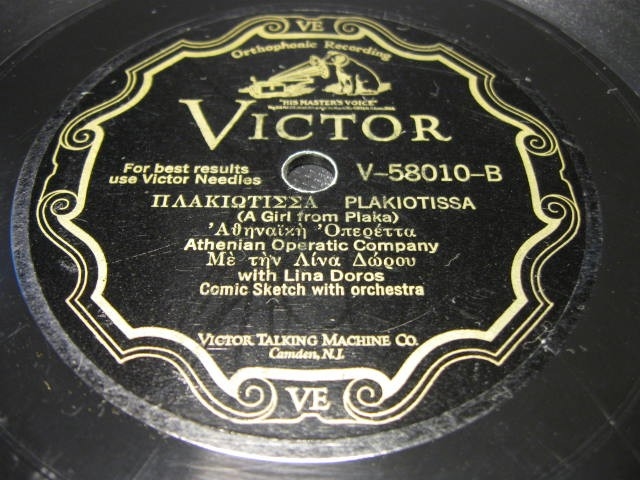 VE
Orthophonic Recording
"HIS MASTER'S VOICE"
VICTOR
For best results
use Victor Needles
V-58010-B
ΠΛΑΚΙΩΤΙΣΣΑ PLAKIOTISSA
(A Girl from Plaka)
Ἀθηναϊκὴ Ὀπερέττα
Athenian Operatic Company
Μὲ τὴν Λίνα Δώρου
with Lina Doros
Comic Sketch with orchestra
VICTOR TALKING MACHINE CO.
Camden, N.J.
VE